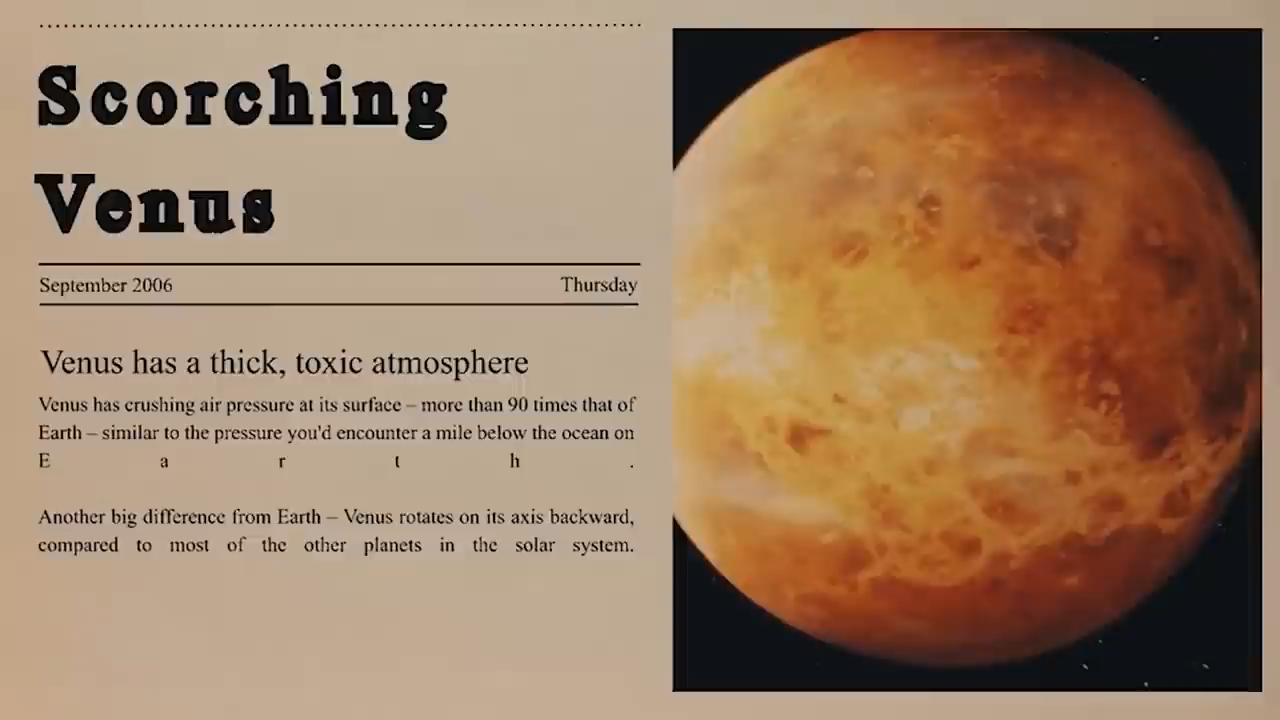 Scorching
Venus
September 2006 Thursday
Venus has a thick, toxic atmosphere
Venus has crushing air pressure at its surface – more than 90 times that of
Earth – similar to the pressure you'd encounter a mile below the ocean on
E a r t h .
Another big difference from Earth – Venus rotates on its axis backward,
compared to most of the other planets in the solar system.